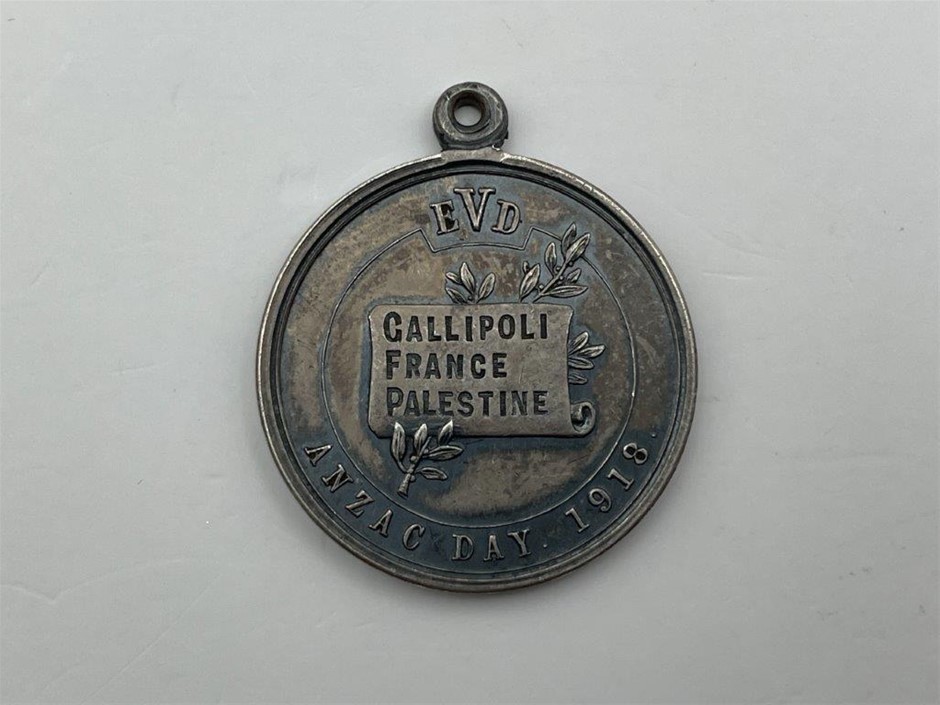 EVD
GALLIPOLI
FRANCE
PALESTINE
ANZAC DAY. 1918.